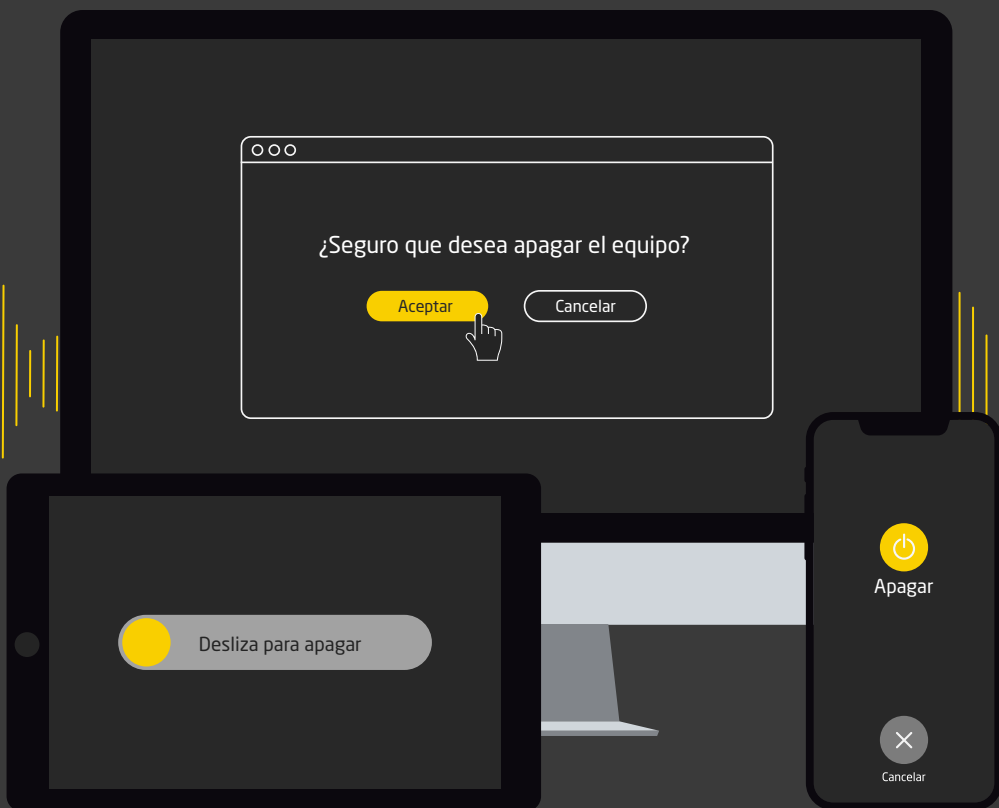 ¿Seguro que desea apagar el equipo?
Aceptar
Cancelar
Desliza para apagar
Apagar
Cancelar